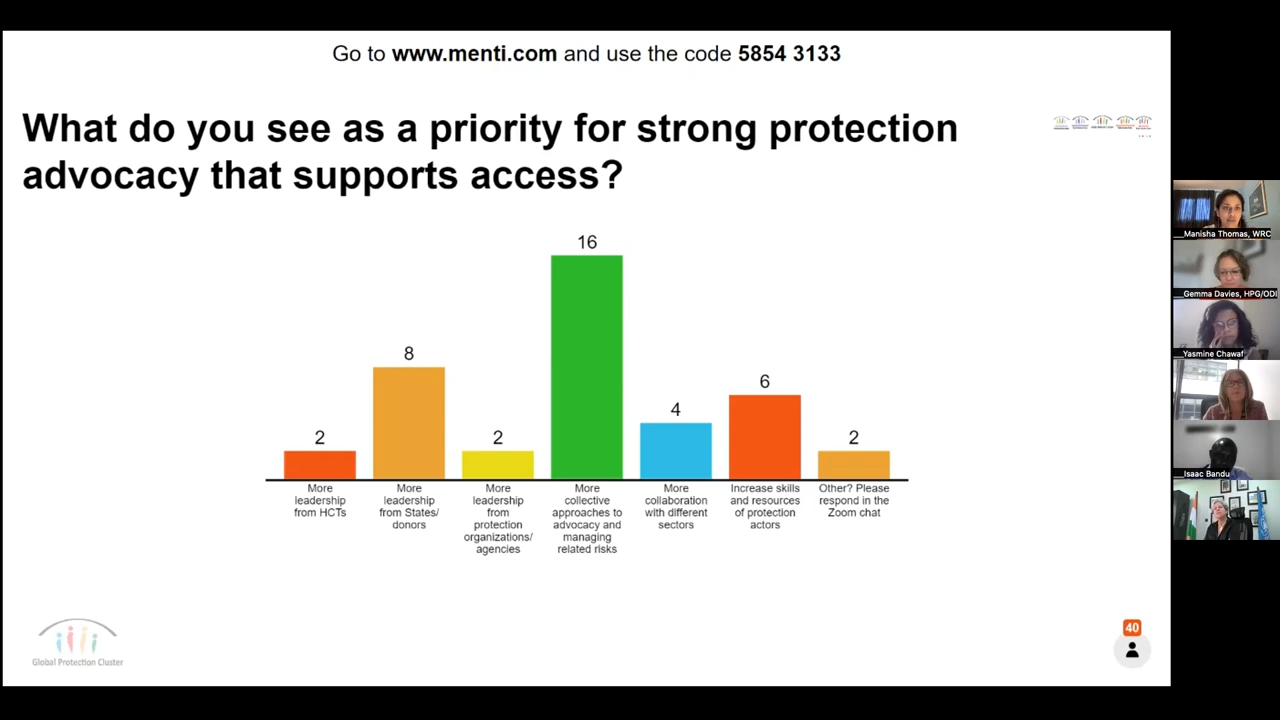 Go to www.menti.com and use the code 5854 3133
What do you see as a priority for strong protection
advocacy that supports access?
16
8
6
4
2
2
2
More
leadership
from HCTs
More
leadership
from States/
donors
More
leadership
from
protection
organizations/
agencies
More
collective
approaches to
advocacy and
managing
related risks
More
collaboration
with different
sectors
Increase skills
and resources
of protection
actors
Other? Please
respond in the
Zoom chat
Global Protection Cluster
40
__Manisha Thomas, WRC
__Gemma Davies, HPG/ODI
Yasmine Chawaf
Isaac Bandu